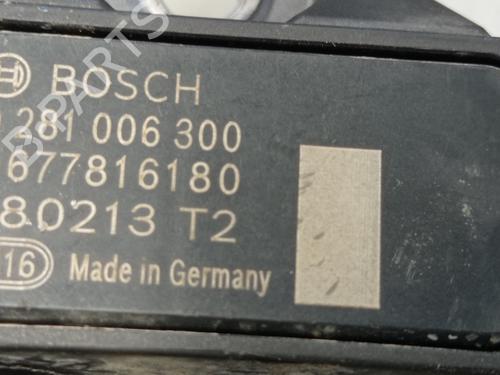 BOSCH
281 006 300
677816180
80213 T2
16 Made in Germany